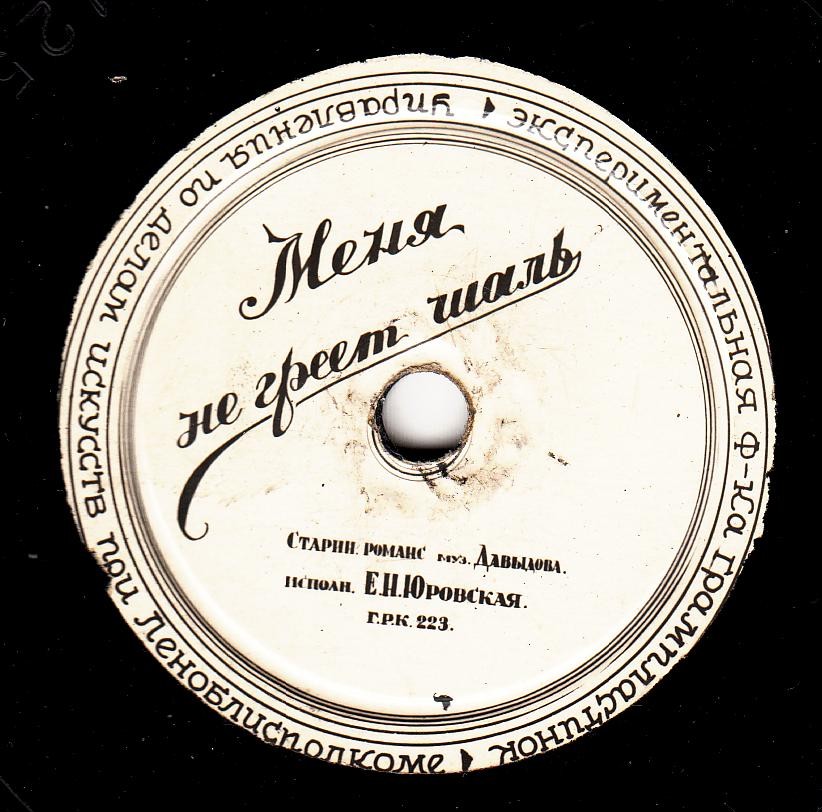 Меня
не греет шаль
Старин. романс муз. Давыдова.
исполн. Е.Н.Юровская.
Г.Р.К. 223.
экспериментальная ф-ка грампластинок
управления по делам искусств при Леноблисполкоме